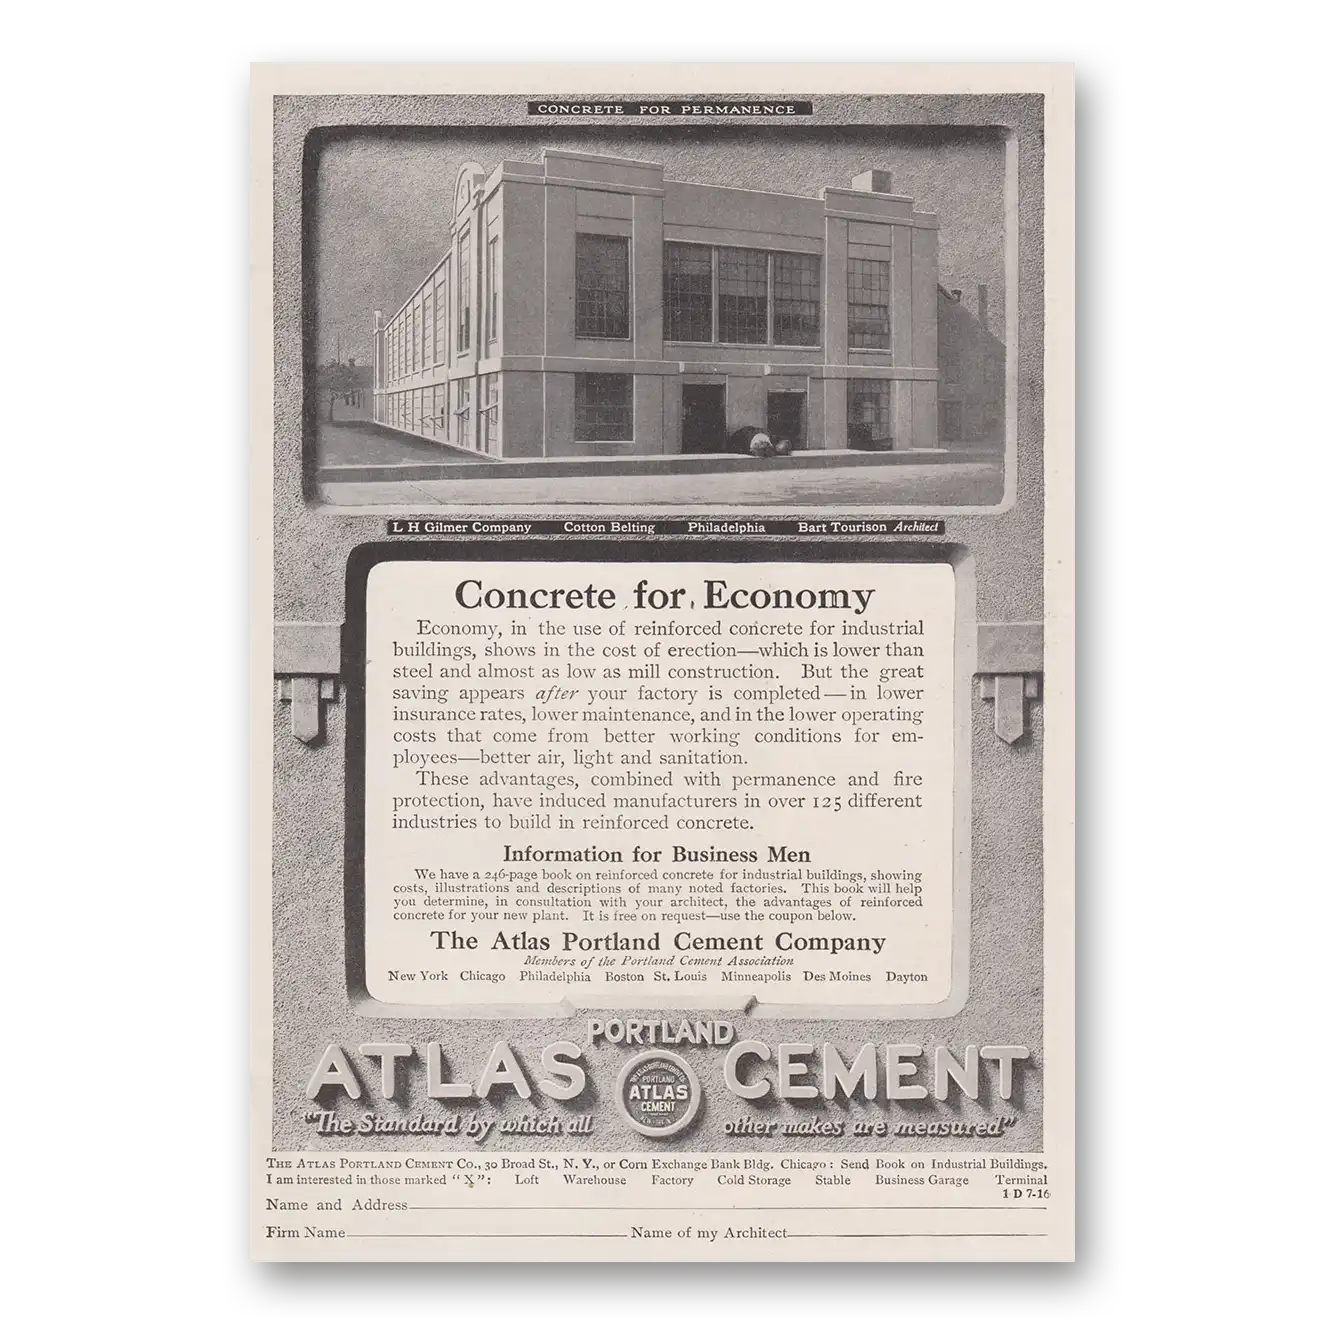 CONCRETE FOR PERMANENCE
L H Gilmer Company Cotton Belting Philadelphia Bart Tourison Architect
Concrete for Economy
Economy, in the use of reinforced concrete for industrial
buildings, shows in the cost of erection—which is lower than
steel and almost as low as mill construction. But the great
saving appears after your factory is completed—in lower
insurance rates, lower maintenance, and in the lower operating
costs that come from better working conditions for em-
ployees—better air, light and sanitation.
These advantages, combined with permanence and fire
protection, have induced manufacturers in over 125 different
industries to build in reinforced concrete.
Information for Business Men
We have a 246-page book on reinforced concrete for industrial buildings, showing
costs, illustrations and descriptions of many noted factories. This book will help
you determine, in consultation with your architect, the advantages of reinforced
concrete for your new plant. It is free on request—use the coupon below.
The Atlas Portland Cement Company
Members of the Portland Cement Association
New York Chicago Philadelphia Boston St. Louis Minneapolis Des Moines Dayton
PORTLAND
ATLAS CEMENT
PORTLAND
ATLAS
CEMENT
"The Standard by which all other makes are measured"
THE ATLAS PORTLAND CEMENT CO., 30 Broad St., N. Y., or Corn Exchange Bank Bldg. Chicago: Send Book on Industrial Buildings.
I am interested in those marked "X": Loft Warehouse Factory Cold Storage Stable Business Garage Terminal
1 D 7-16
Name and Address
Firm Name Name of my Architect